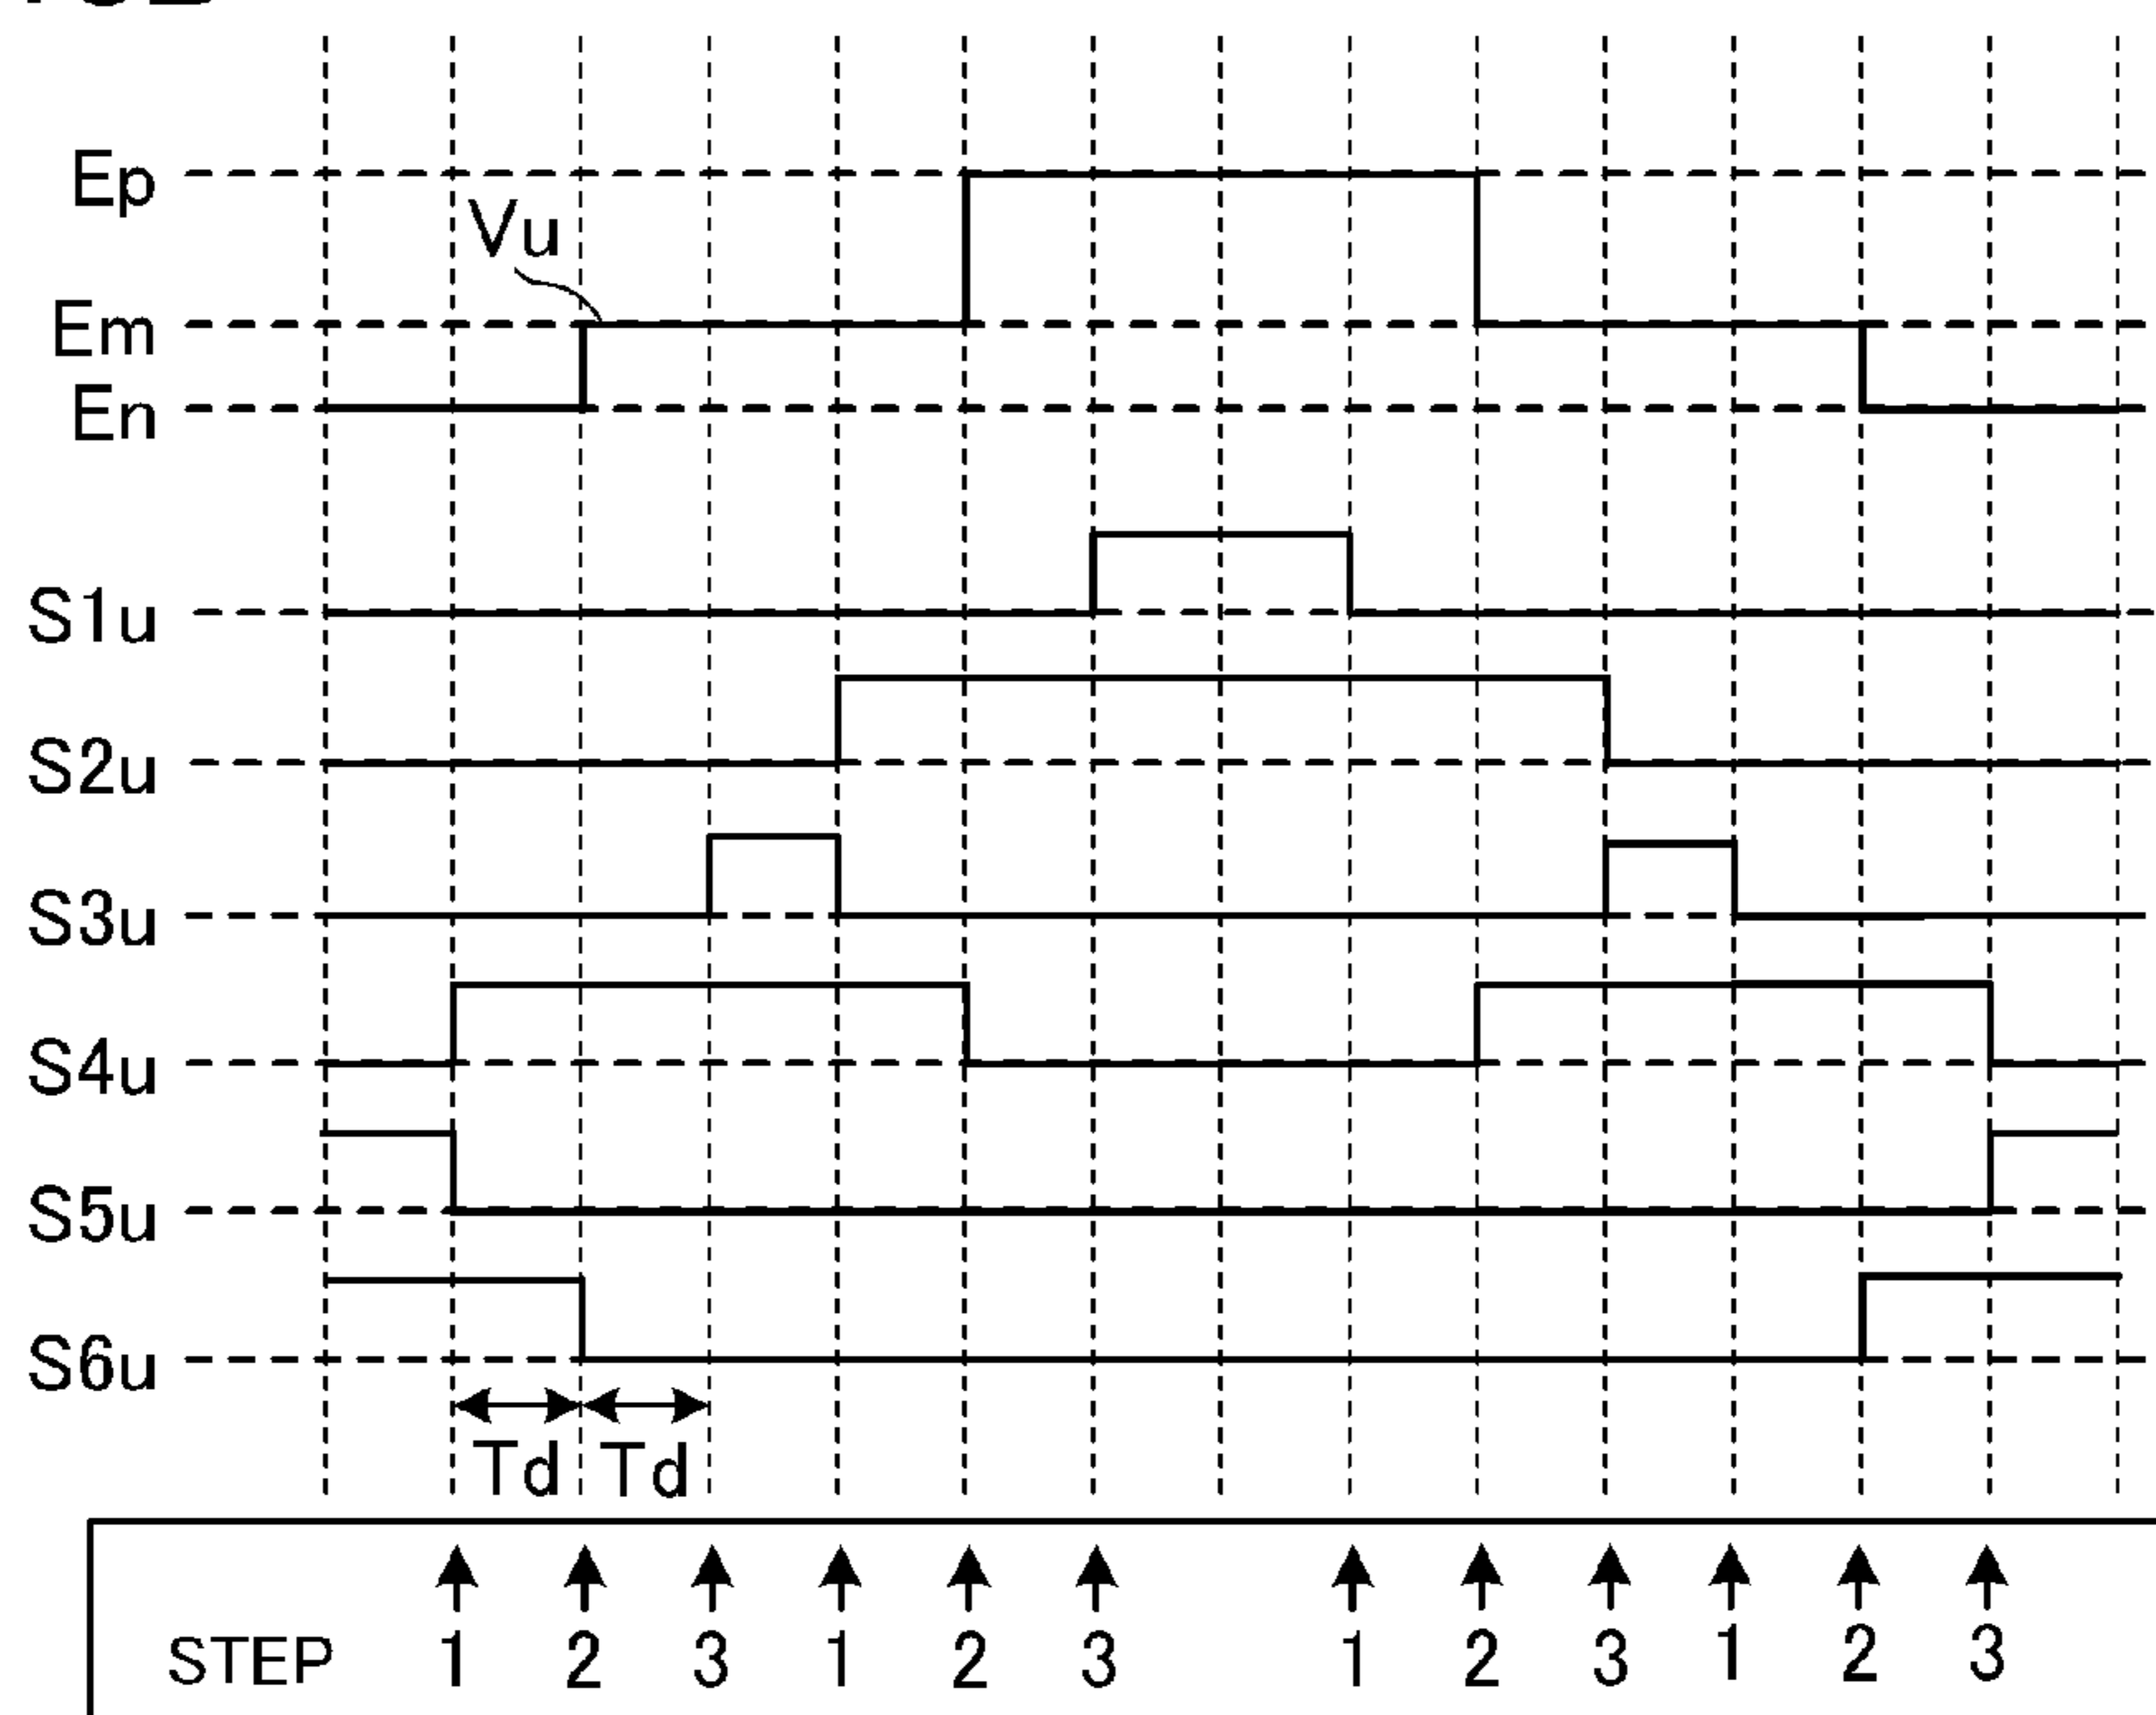 Ep
Vu
Em
En
S1u
S2u
S3u
S4u
S5u
S6u
Td Td
STEP 1 2 3 1 2 3 1 2 3 1 2 3